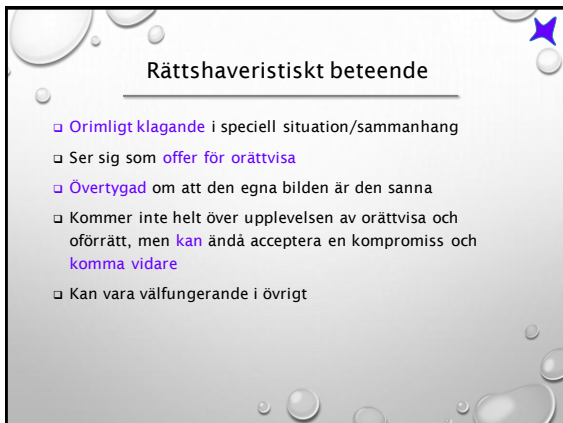 Rättshaveristiskt beteende
❑ Orimligt klagande i speciell situation/sammanhang
❑ Ser sig som offer för orättvisa
❑ Övertygad om att den egna bilden är den sanna
❑ Kommer inte helt över upplevelsen av orättvisa och
oförrätt, men kan ändå acceptera en kompromiss och
komma vidare
❑ Kan vara välfungerande i övrigt